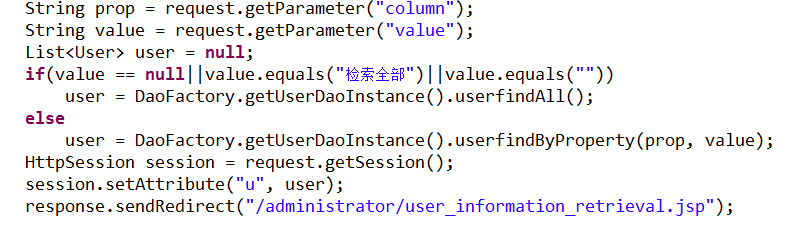 String prop = request.getParameter("column");
String value = request.getParameter("value");
List<User> user = null;
if(value == null||value.equals("检索全部")||value.equals(""))
    user = DaoFactory.getUserDaoInstance().userfindAll();
else
    user = DaoFactory.getUserDaoInstance().userfindByProperty(prop, value);
HttpSession session = request.getSession();
session.setAttribute("u", user);
response.sendRedirect("/administrator/user_information_retrieval.jsp");